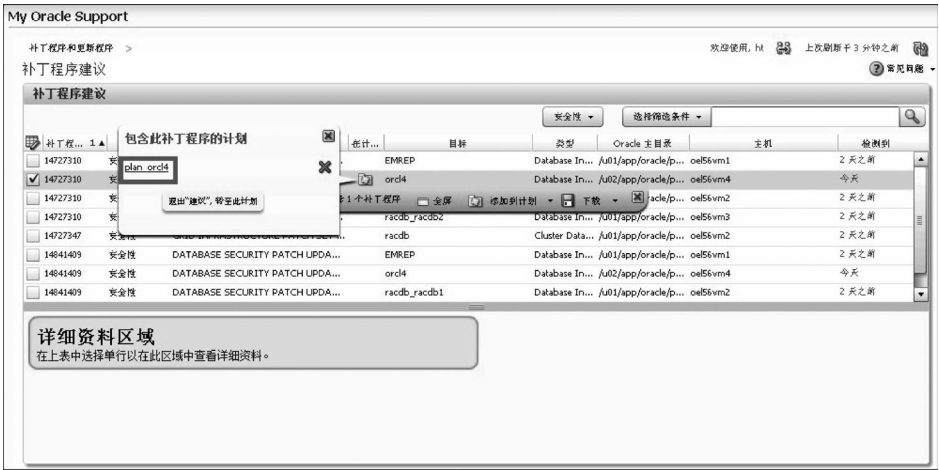 My Oracle Support
补丁程序和更新程序 >
欢迎使用, ht 上次刷新于 3 分钟之前
补丁程序建议
常见问题
补丁程序建议
安全性 选择筛选条件
补丁程... 1 在计... 目标 类型 Oracle 主目录 主机 检测到
包含此补丁程序的计划
plan_orcl4
退出"建议", 转至此计划
14727310 EMREP Database In... /u01/app/oracle/p... oel56vm1 2 天之前
14727310 orcl4 Database In... /u02/app/oracle/p... oel56vm4 今天
14727310 1 个补丁程序 全屏 添加到计划 下载 oel56vm2 2 天之前
14727310 racdb_racdb2 Database In... /u01/app/oracle/p... oel56vm3 2 天之前
14727347 安全性 racdb Cluster Data... /u01/app/oracle/p... oel56vm2 2 天之前
14841409 安全性 DATABASE SECURITY PATCH UPDA... EMREP Database In... /u01/app/oracle/p... oel56vm1 2 天之前
14841409 安全性 DATABASE SECURITY PATCH UPDA... orcl4 Database In... /u02/app/oracle/p... oel56vm4 今天
14841409 安全性 DATABASE SECURITY PATCH UPDA... racdb_racdb1 Database In... /u01/app/oracle/p... oel56vm2 2 天之前
详细资料区域
在上表中选择单行以在此区域中查看详细资料。